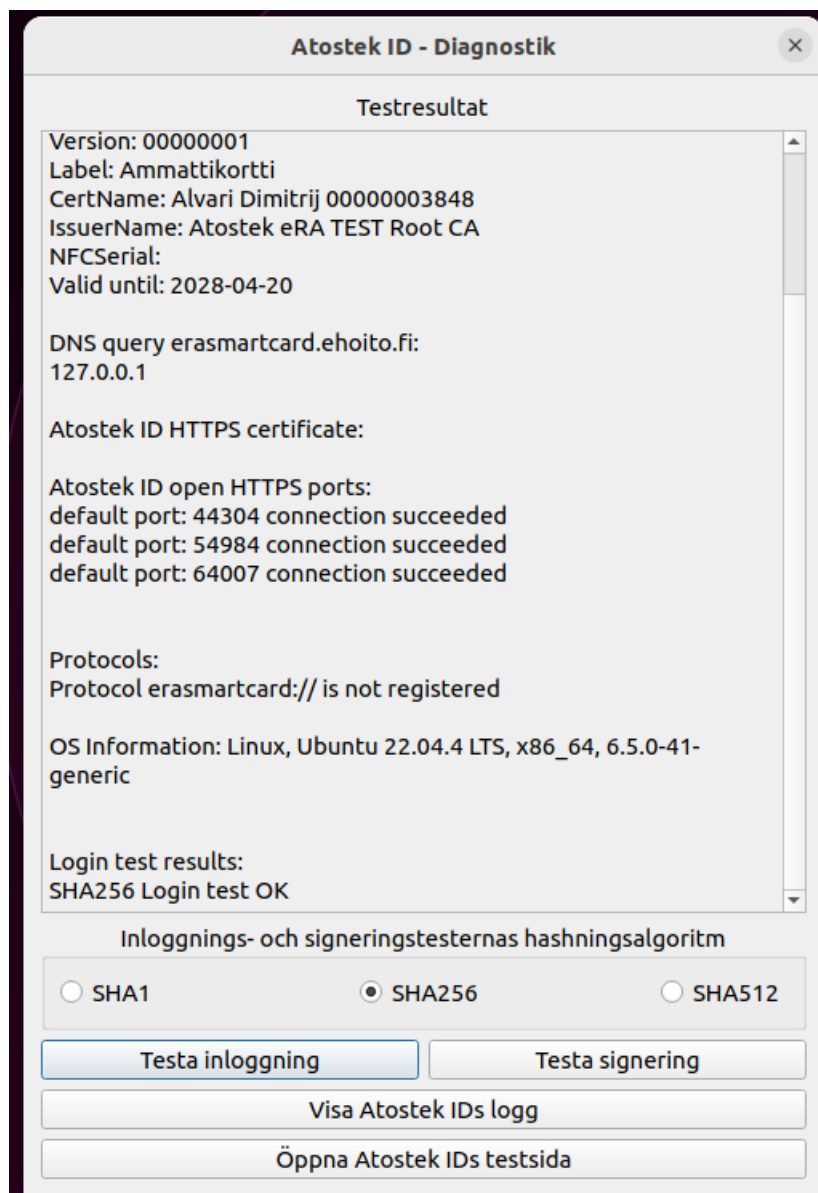 Atostek ID - Diagnostik
Testresultat
Version: 00000001
Label: Ammattikortti
CertName: Alvari Dimitrij 00000003848
IssuerName: Atostek eRA TEST Root CA
NFCSerial:
Valid until: 2028-04-20
DNS query erasmartcard.ehoito.fi:
127.0.0.1
Atostek ID HTTPS certificate:
Atostek ID open HTTPS ports:
default port: 44304 connection succeeded
default port: 54984 connection succeeded
default port: 64007 connection succeeded
Protocols:
Protocol erasmartcard:// is not registered
OS Information: Linux, Ubuntu 22.04.4 LTS, x86_64, 6.5.0-41-
generic
Login test results:
SHA256 Login test OK
Inloggnings- och signeringstesternas hashningsalgoritm
SHA1 SHA256 SHA512
Testa inloggning Testa signering
Visa Atostek IDs logg
Öppna Atostek IDs testsida